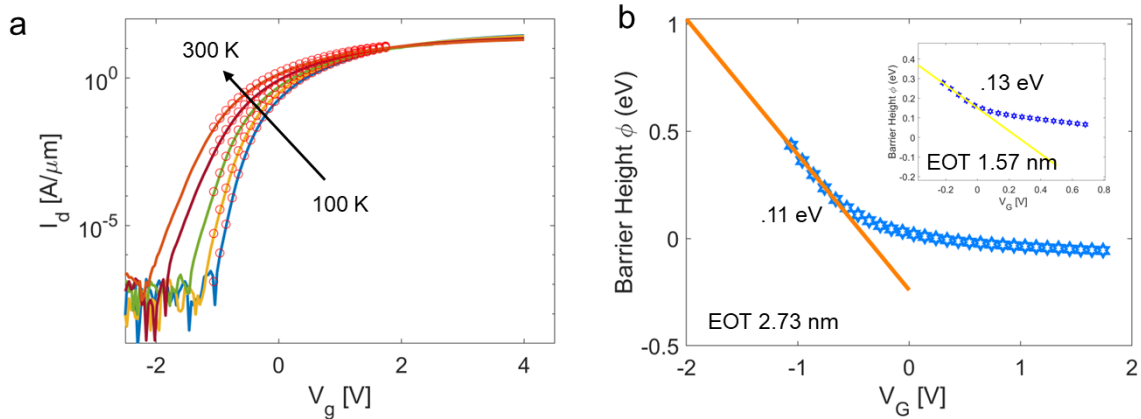 a
300 K
100 K
10⁰
10⁻⁵
I_d [A/μm]
-2
0
2
4
V_g [V]
b
1
0.5
0
-0.5
Barrier Height ϕ (eV)
.11 eV
EOT 2.73 nm
-2
-1
0
1
2
V_G [V]
0.4
0.3
0.2
0.1
0
-0.1
-0.2
Barrier Height ϕ (eV)
.13 eV
EOT 1.57 nm
-0.2
0
0.2
0.4
0.6
0.8
V_G [V]